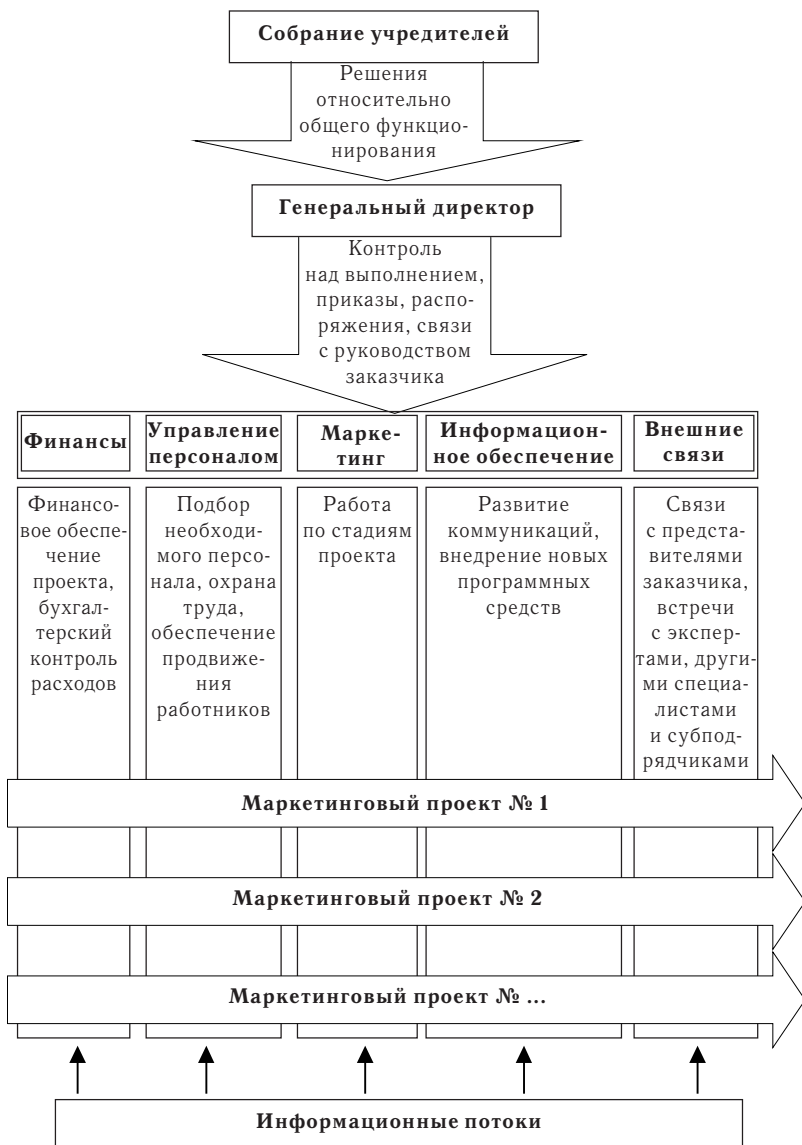 Собрание учредителей
Решения
относительно
общего функцио-
нирования
Генеральный директор
Контроль
над выполнением,
приказы, распо-
ряжения, связи
с руководством
заказчика
Финансы
Управление
персоналом
Марке-
тинг
Информацион-
ное обеспечение
Внешние
связи
Финансо-
вое обеспе-
чение
проекта,
бухгал-
терский
контроль
расходов
Подбор
необходи-
мого персо-
нала, охрана
труда,
обеспечение
продвиже-
ния
работников
Работа
по стадиям
проекта
Развитие
коммуникаций,
внедрение новых
программных
средств
Связи
с предста-
вителями
заказчика,
встречи
с экспер-
тами, други-
ми специа-
листами
и субпод-
рядчиками
Маркетинговый проект № 1
Маркетинговый проект № 2
Маркетинговый проект № ...
Информационные потоки